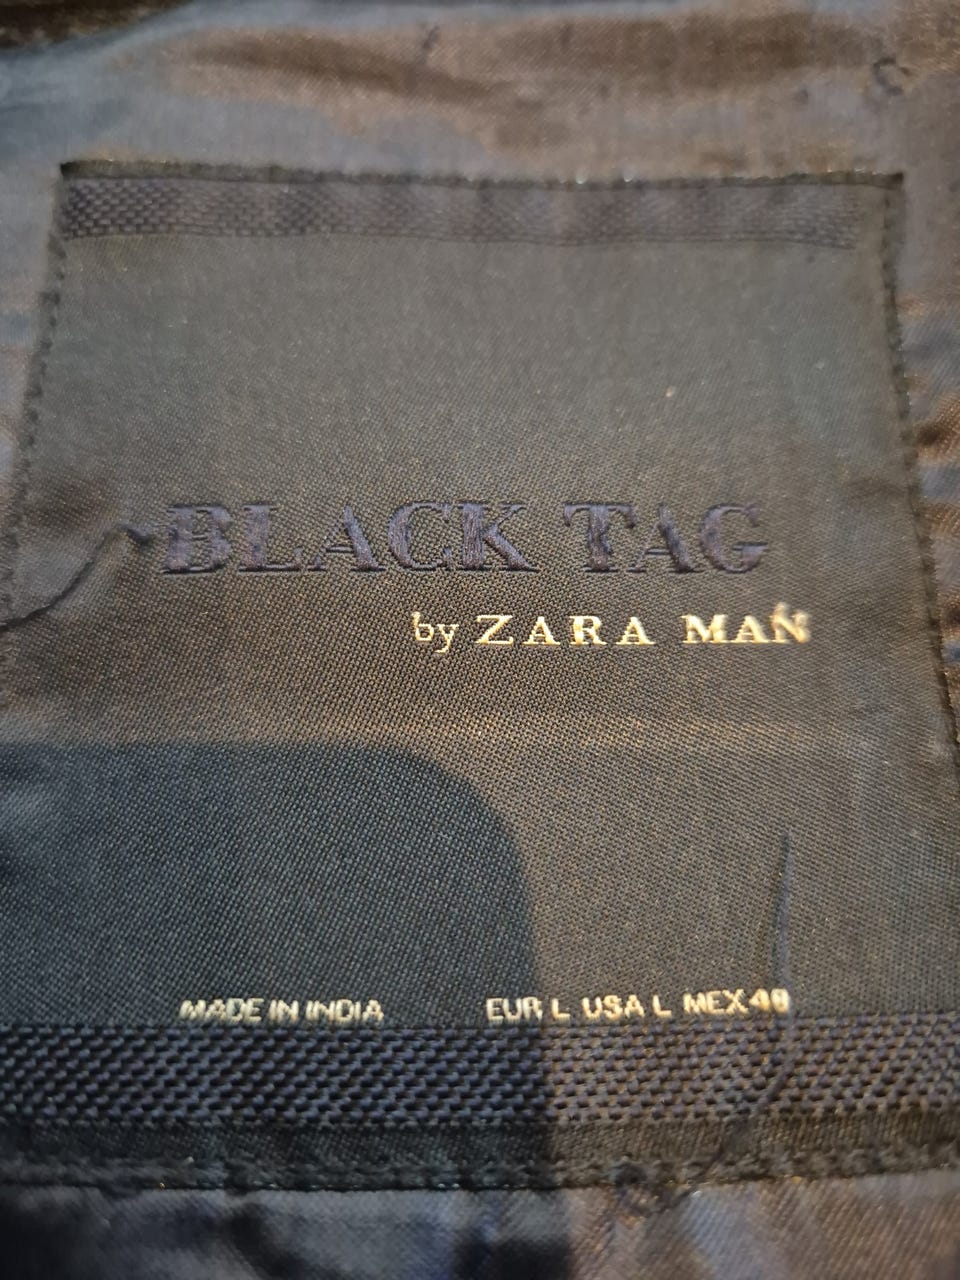 BLACK TAG
by ZARA MAN
MADE IN INDIA EUR L USA L MEX 40